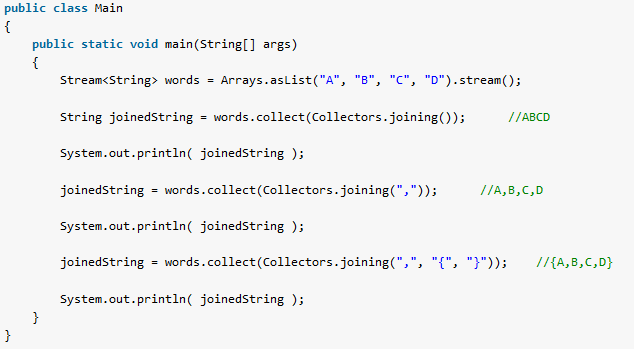 public class Main
{
    public static void main(String[] args)
    {
        Stream<String> words = Arrays.asList("A", "B", "C", "D").stream();
        String joinedString = words.collect(Collectors.joining());      //ABCD
        System.out.println( joinedString );
        joinedString = words.collect(Collectors.joining(","));      //A,B,C,D
        System.out.println( joinedString );
        joinedString = words.collect(Collectors.joining(",", "{", "}"));    //{A,B,C,D}
        System.out.println( joinedString );
    }
}